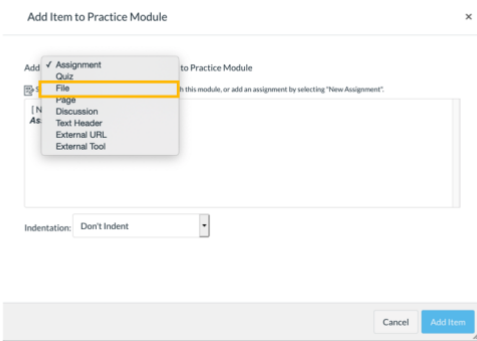 Add Item to Practice Module
×
Add ✓ Assignment to Practice Module
Quiz
File h this module, or add an assignment by selecting "New Assignment".
Page
[ N Discussion
As Text Header
External URL
External Tool
Indentation: Don't Indent
Cancel Add Item